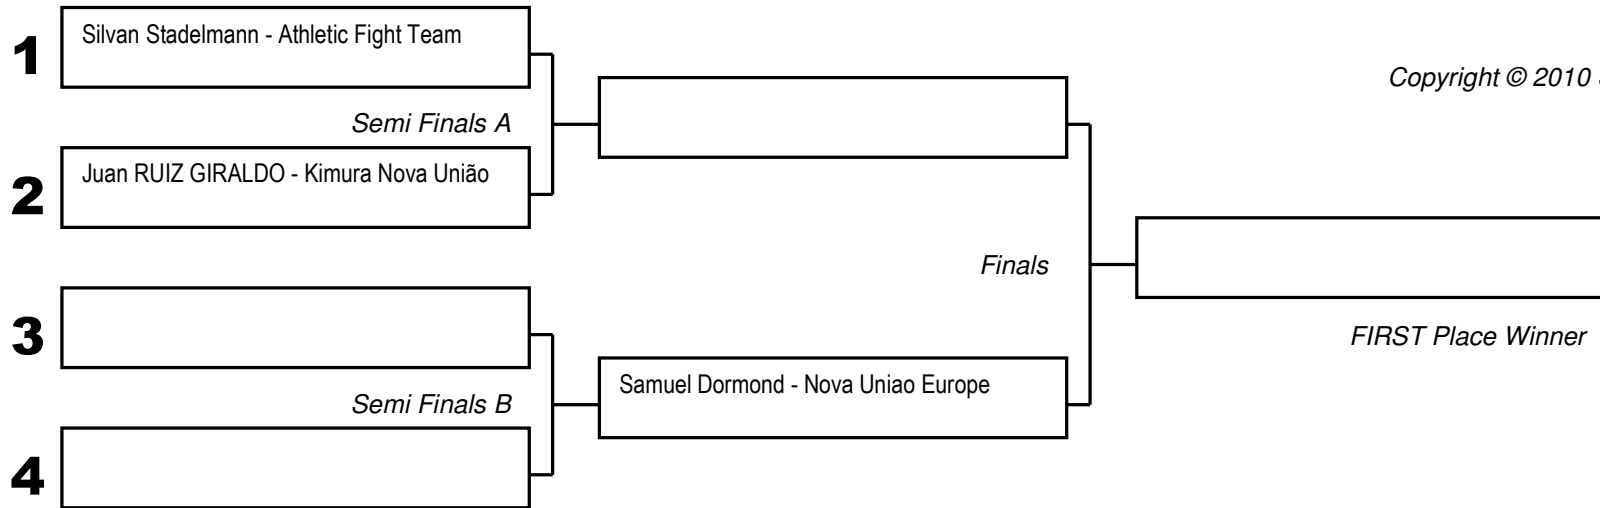 1
Silvan Stadelmann - Athletic Fight Team
Copyright © 2010
Semi Finals A
2
Juan RUIZ GIRALDO - Kimura Nova União
Finals
3
FIRST Place Winner
Semi Finals B
Samuel Dormond - Nova Uniao Europe
4